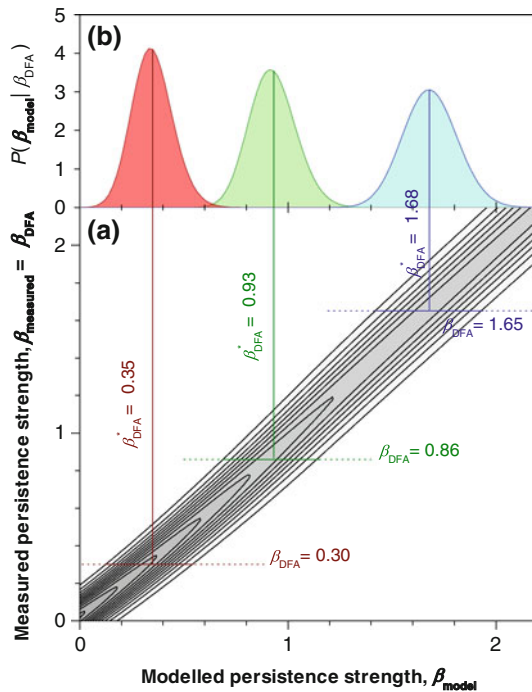 (b)
P(βmodel | βDFA)
5
4
3
2
1
0
(a)
Measured persistence strength, βmeasured = βDFA
2
1
0
β*DFA = 0.35
β*DFA = 0.93
β*DFA = 1.68
βDFA = 1.65
βDFA = 0.86
βDFA = 0.30
0
1
2
Modelled persistence strength, βmodel